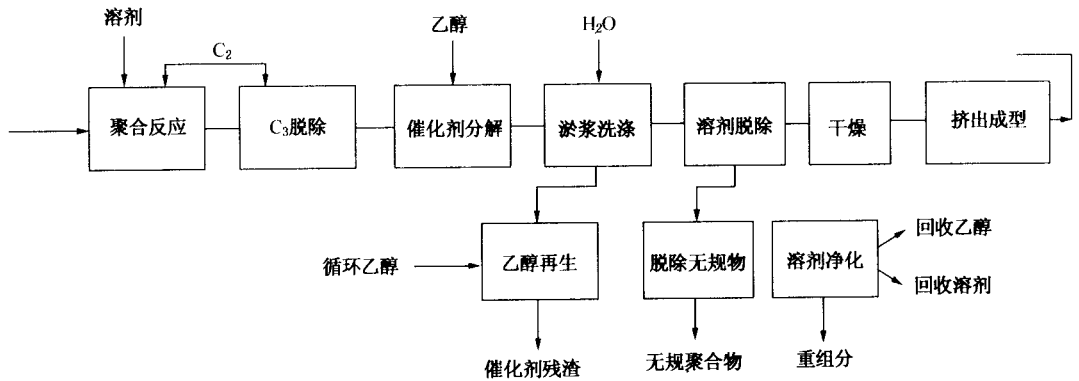 溶剂
乙醇
H₂O
C₂
聚合反应
C₃脱除
催化剂分解
淤浆洗涤
溶剂脱除
干燥
挤出成型
循环乙醇
乙醇再生
脱除无规物
溶剂净化
回收乙醇
回收溶剂
催化剂残渣
无规聚合物
重组分